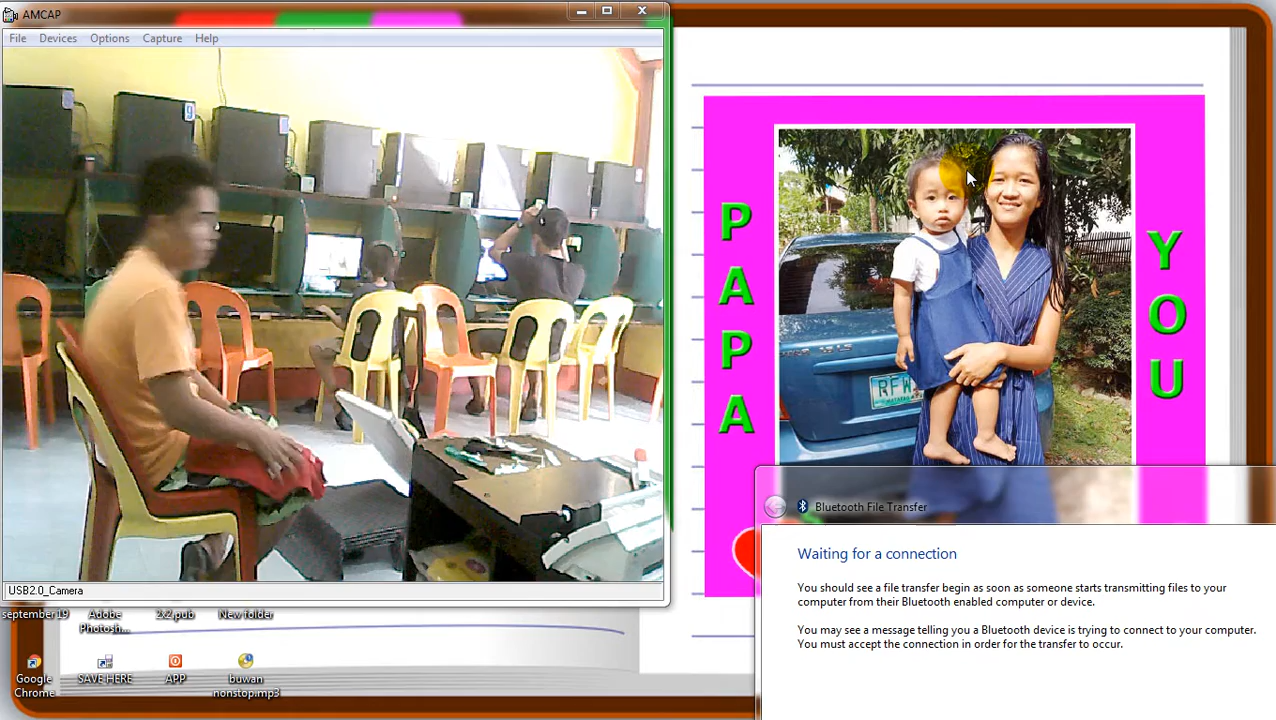 AMCAP
File Devices Options Capture Help
9
P
A
P
A
Y
O
U
RFW
Bluetooth File Transfer
Waiting for a connection
You should see a file transfer begin as soon as someone starts transmitting files to your
computer from their Bluetooth enabled computer or device.
You may see a message telling you a Bluetooth device is trying to connect to your computer.
You must accept the connection in order for the transfer to occur.
USB2.0_Camera
september19
Adobe
Photosh...
2x2.pub
New folder
Google
Chrome
SAVE HERE
APP
buwan
nonstop.mp3